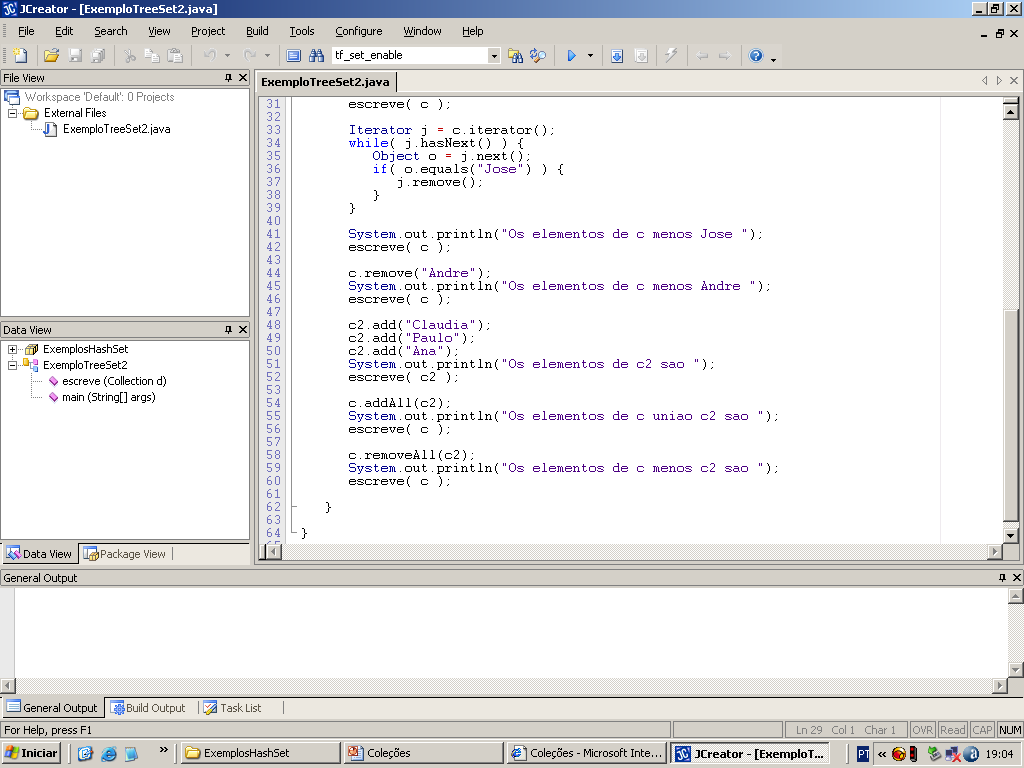 JCreator - [ExemploTreeSet2.java]
File Edit Search View Project Build Tools Configure Window Help
tf_set_enable
File View
Workspace 'Default': 0 Projects
External Files
ExemploTreeSet2.java
Data View
ExemplosHashSet
ExemploTreeSet2
escreve (Collection d)
main (String[] args)
Data View Package View
ExemploTreeSet2.java
31 escreve( c );
32
33 Iterator j = c.iterator();
34 while( j.hasNext() ) {
35 Object o = j.next();
36 if( o.equals("Jose") ) {
37 j.remove();
38 }
39 }
40
41 System.out.println("Os elementos de c menos Jose ");
42 escreve( c );
43
44 c.remove("Andre");
45 System.out.println("Os elementos de c menos Andre ");
46 escreve( c );
47
48 c2.add("Claudia");
49 c2.add("Paulo");
50 c2.add("Ana");
51 System.out.println("Os elementos de c2 sao ");
52 escreve( c2 );
53
54 c.addAll(c2);
55 System.out.println("Os elementos de c uniao c2 sao ");
56 escreve( c );
57
58 c.removeAll(c2);
59 System.out.println("Os elementos de c menos c2 sao ");
60 escreve( c );
61
62 }
63
64 }
General Output
General Output Build Output Task List
For Help, press F1
Ln 29 Col 1 Char 1 OVR Read CAP NUM
Iniciar
»
ExemplosHashSet
Coleções
Coleções - Microsoft Inte...
JCreator - [ExemploT...
PT
«
19:04